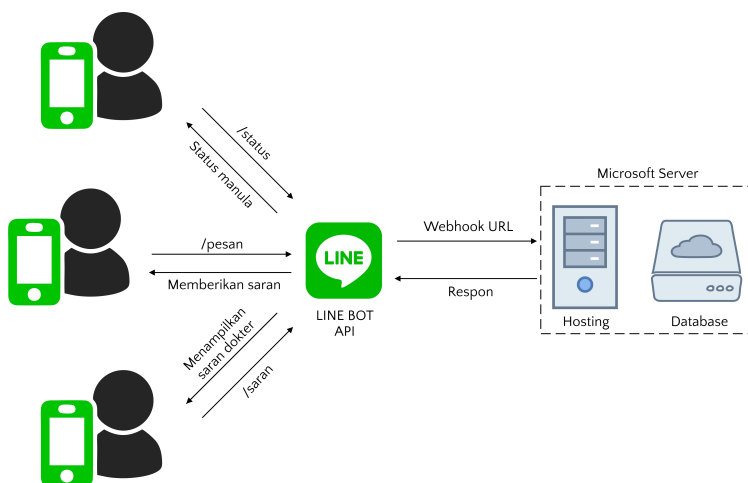 /status
Status manula
Microsoft Server
/pesan
Memberikan saran
LINE
LINE BOT
API
Webhook URL
Respon
Hosting
Database
Menampilkan
saran dokter
/saran